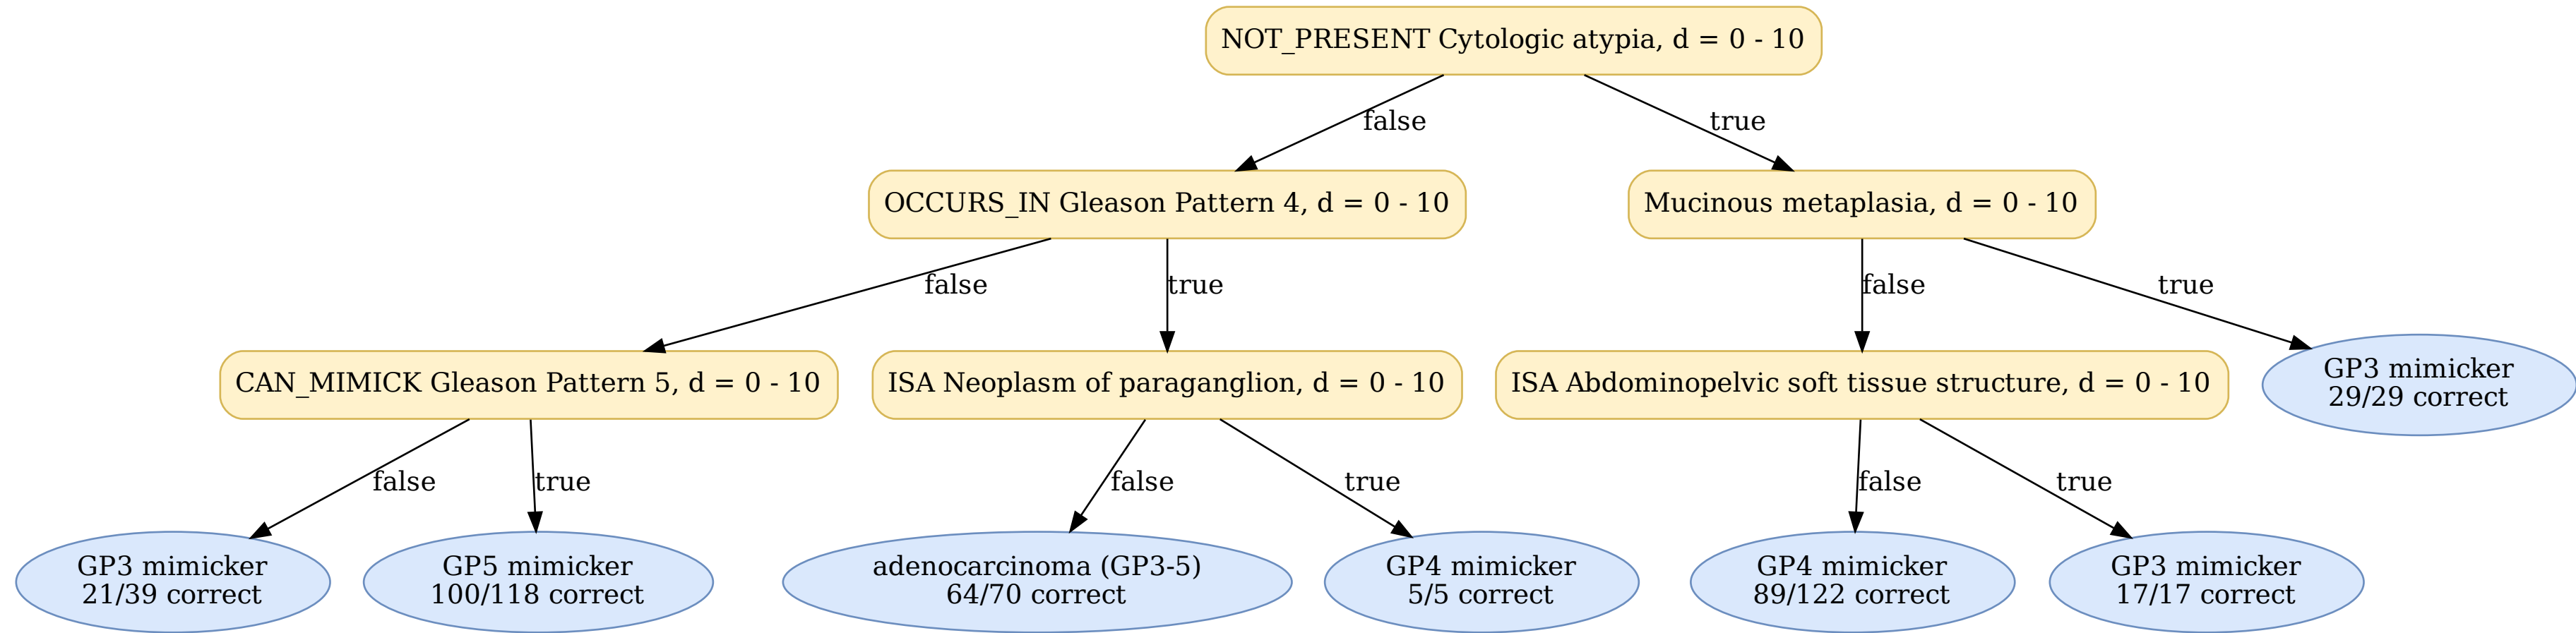 NOT_PRESENT Cytologic atypia, d = 0 - 10
false
true
OCCURS_IN Gleason Pattern 4, d = 0 - 10
Mucinous metaplasia, d = 0 - 10
false
true
false
true
CAN_MIMICK Gleason Pattern 5, d = 0 - 10
ISA Neoplasm of paraganglion, d = 0 - 10
ISA Abdominopelvic soft tissue structure, d = 0 - 10
GP3 mimicker
29/29 correct
false
true
false
true
false
true
GP3 mimicker
21/39 correct
GP5 mimicker
100/118 correct
adenocarcinoma (GP3-5)
64/70 correct
GP4 mimicker
5/5 correct
GP4 mimicker
89/122 correct
GP3 mimicker
17/17 correct